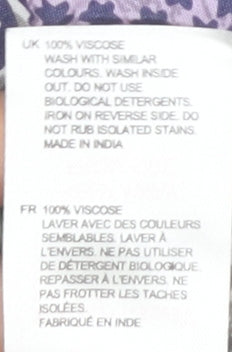 UK 100% VISCOSE
WASH WITH SIMILAR
COLOURS. WASH INSIDE
OUT. DO NOT USE
BIOLOGICAL DETERGENTS.
IRON ON REVERSE SIDE. DO
NOT RUB ISOLATED STAINS.
MADE IN INDIA
FR 100% VISCOSE
LAVER AVEC DES COULEURS
SEMBLABLES. LAVER À
L'ENVERS. NE PAS UTILISER
DE DÉTERGENT BIOLOGIQUE.
REPASSER À L'ENVERS. NE
PAS FROTTER LES TACHES
ISOLÉES.
FABRIQUÉ EN INDE